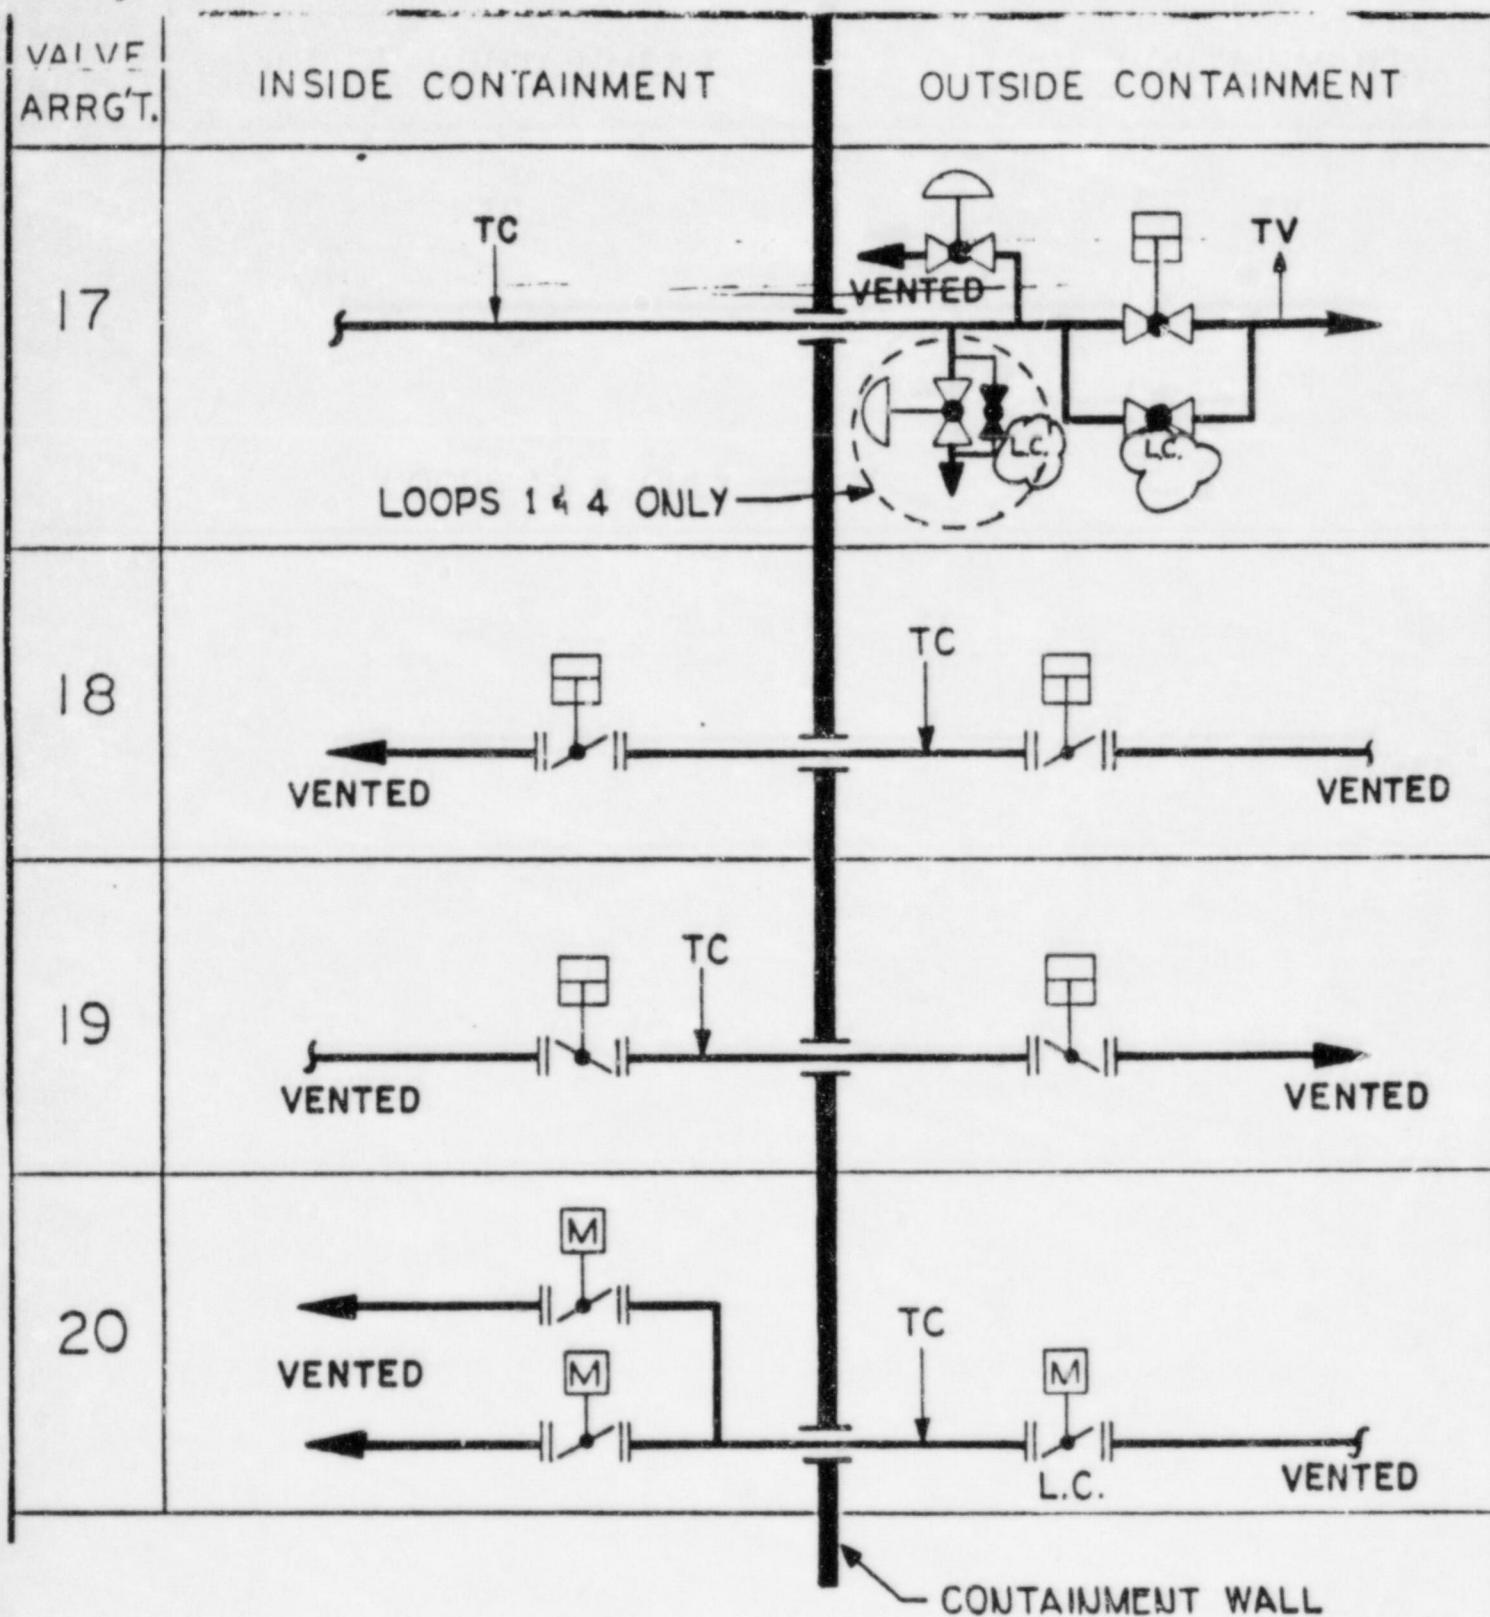 VALVE
ARRG'T.
INSIDE CONTAINMENT
OUTSIDE CONTAINMENT
17
TC
VENTED
TV
L.C.
L.C.
LOOPS 1 & 4 ONLY
18
TC
VENTED
VENTED
19
TC
VENTED
VENTED
20
M
VENTED
M
TC
M
L.C.
VENTED
CONTAINMENT WALL